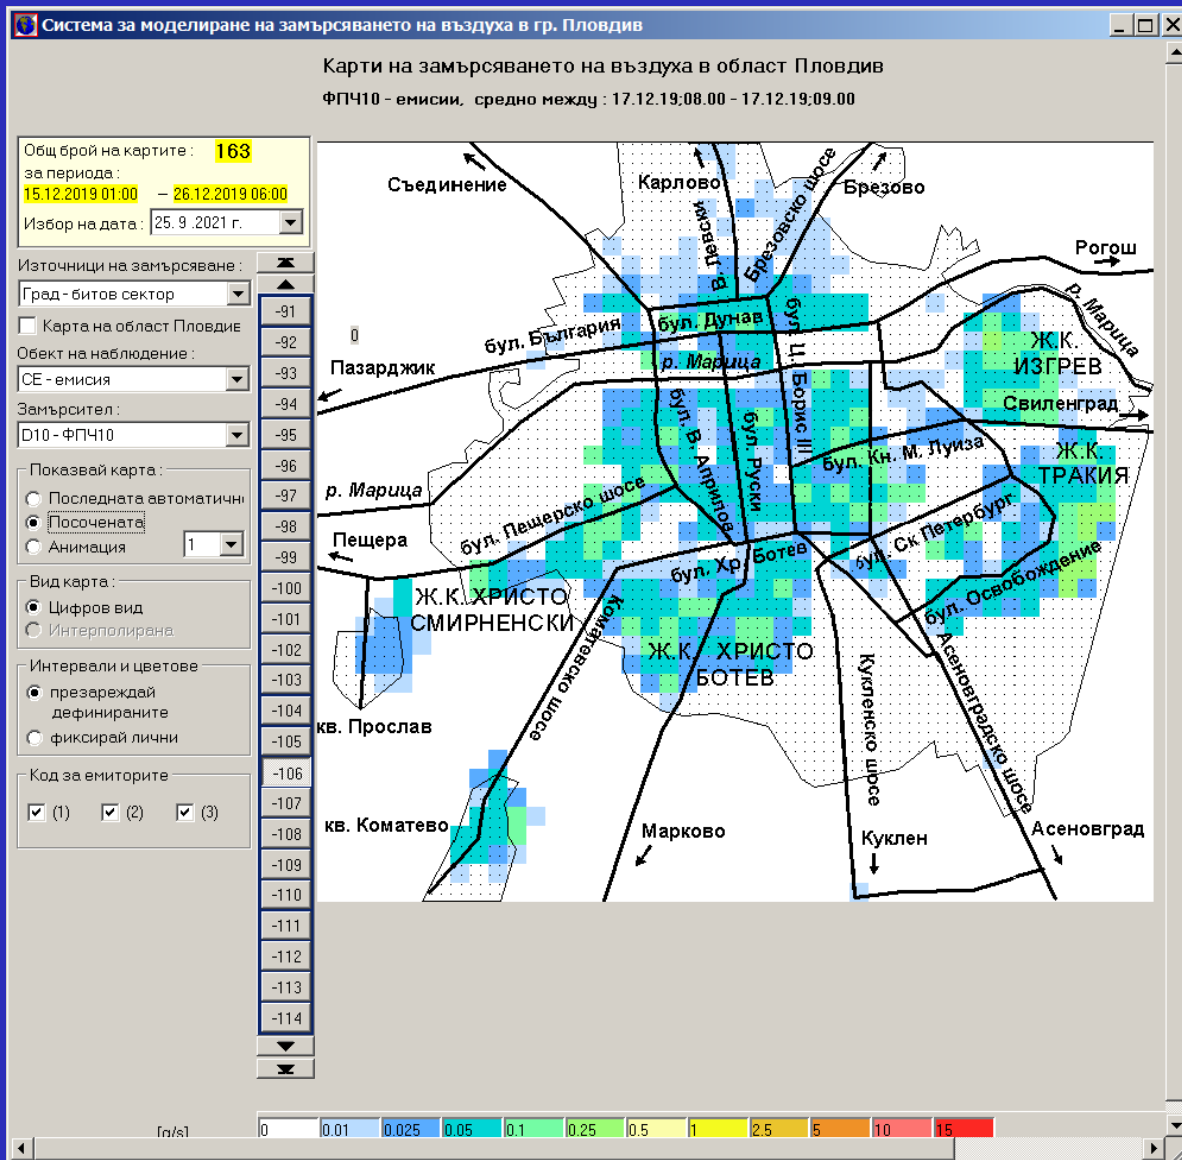 Система за моделиране на замърсяването на въздуха в гр. Пловдив
Карти на замърсяването на въздуха в област Пловдив
ФПЧ10 - емисии, средно между : 17.12.19;08.00 - 17.12.19;09.00
Общ брой на картите : 163
за периода :
15.12.2019 01:00 – 26.12.2019 06:00
Избор на дата : 25. 9 .2021 г.
Източници на замърсяване :
Град - битов сектор
Карта на област Пловдив
Обект на наблюдение :
СЕ - емисия
Замърсител :
D10 - ФПЧ10
Показвай карта :
Последната автоматичн
Посочената
Анимация 1
Вид карта :
Цифров вид
Интерполирана
Интервали и цветове
презареждай
дефинираните
фиксирай лични
Код за емиторите
(1) (2) (3)
-91
-92
-93
-94
-95
-96
-97
-98
-99
-100
-101
-102
-103
-104
-105
-106
-107
-108
-109
-110
-111
-112
-113
-114
0
Съединение
Карлово
Брезово
Рогош
В. Левски
Брезовско шосе
р. Марица
бул. България
бул. Дунав
бул. Ц. Борис III
Ж.К.
ИЗГРЕВ
Пазарджик
р. Марица
Свиленград
бул. В. Априлов
бул. Руски
бул. Кн. М. Луиза
Ж.К.
ТРАКИЯ
р. Марица
бул. Пещерско шосе
бул. Ск Петербург
Пещера
бул. Хр. Ботев
бул. Освобождение
Ж.К. ХРИСТО
СМИРНЕНСКИ
Коматевско шосе
Ж.К. ХРИСТО
БОТЕВ
Кукленско шосе
Асеновградско шосе
кв. Прослав
кв. Коматево
Марково
Куклен
Асеновград
[g/s] 0 0.01 0.025 0.05 0.1 0.25 0.5 1 2.5 5 10 15